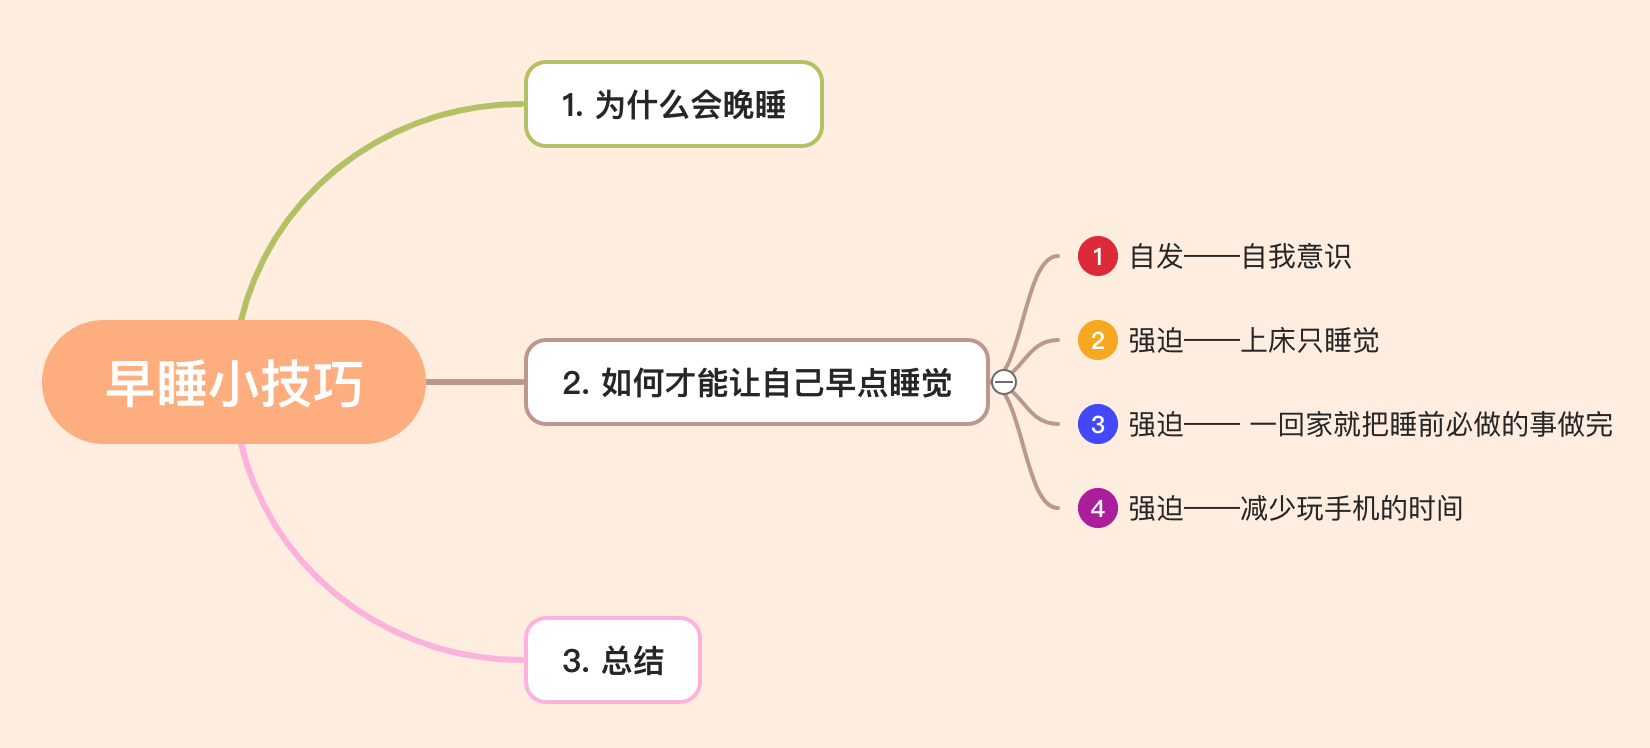 早睡小技巧
1. 为什么会晚睡
2. 如何才能让自己早点睡觉
1 自发——自我意识
2 强迫——上床只睡觉
3 强迫—— 一回家就把睡前必做的事做完
4 强迫——减少玩手机的时间
3. 总结